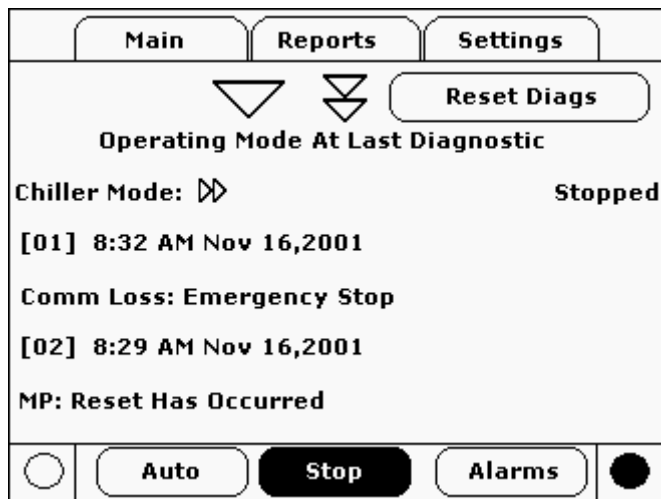 Main Reports Settings
Reset Diags
Operating Mode At Last Diagnostic
Chiller Mode: Stopped
[01] 8:32 AM Nov 16,2001
Comm Loss: Emergency Stop
[02] 8:29 AM Nov 16,2001
MP: Reset Has Occurred
Auto Stop Alarms